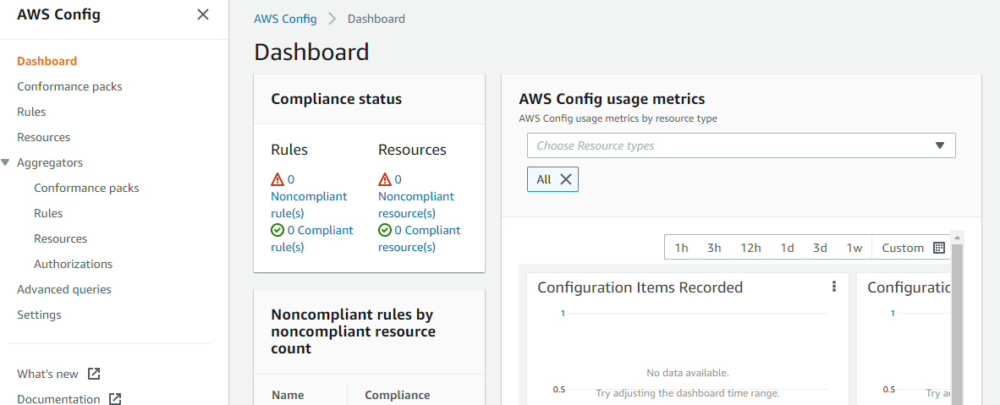 AWS Config
Dashboard
Conformance packs
Rules
Resources
Aggregators
Conformance packs
Rules
Resources
Authorizations
Advanced queries
Settings
What's new
Documentation
AWS Config > Dashboard
Dashboard
Compliance status
Rules
0
Noncompliant
rule(s)
0 Compliant
rule(s)
Resources
0
Noncompliant
resource(s)
0 Compliant
resource(s)
Noncompliant rules by
noncompliant resource
count
Name Compliance
AWS Config usage metrics
AWS Config usage metrics by resource type
Choose Resource types
All
1h 3h 12h 1d 3d 1w Custom
Configuration Items Recorded
1
No data available.
0.5
Try adjusting the dashboard time range.
Configuratio
1
0.5
Try a